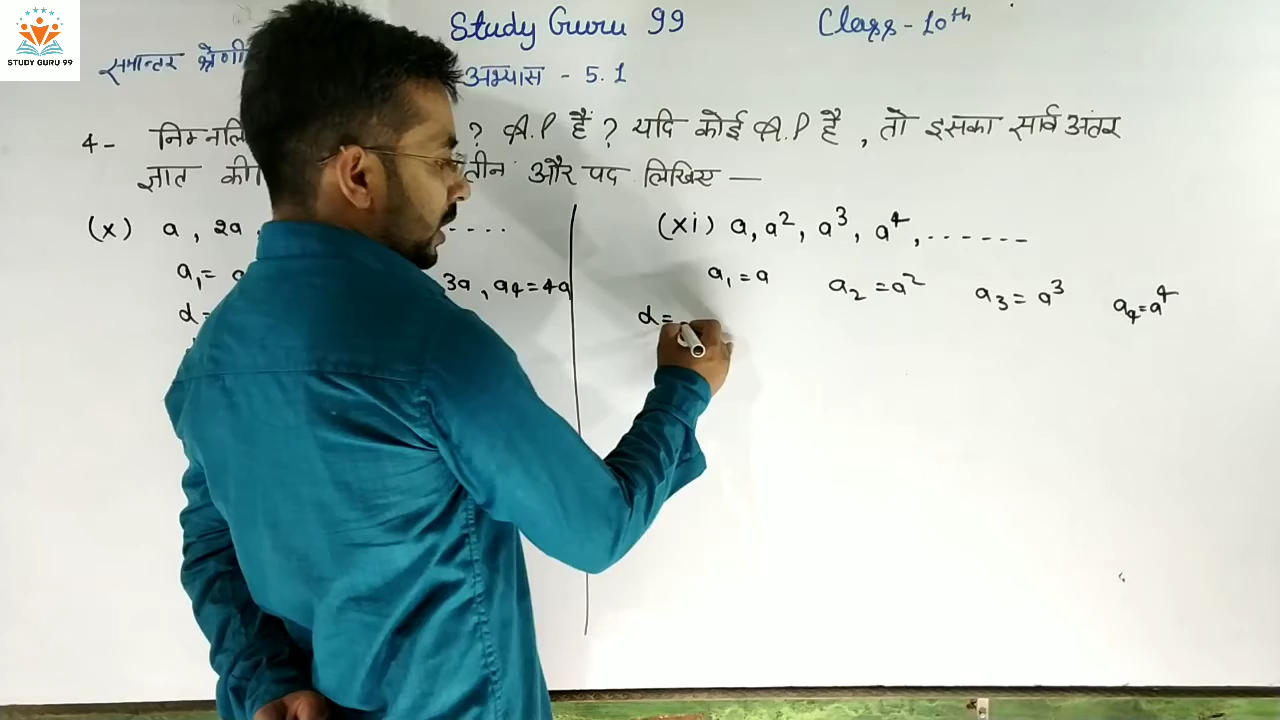 STUDY GURU 99
Study Guru 99
Class - 10th
समान्तर श्रेणी
अभ्यास - 5.1
4- ? A.P हैं ? यदि कोई A.P है , तो इसका सार्व अंतर
ज्ञात तीन और पद लिखिए —
(x) a , 2a , .....
a₁ = 3a , a₄ = 4a
d =
(xi) a, a², a³, a⁴, ......
a₁ = a a₂ = a² a₃ = a³ a₄ = a⁴
d =